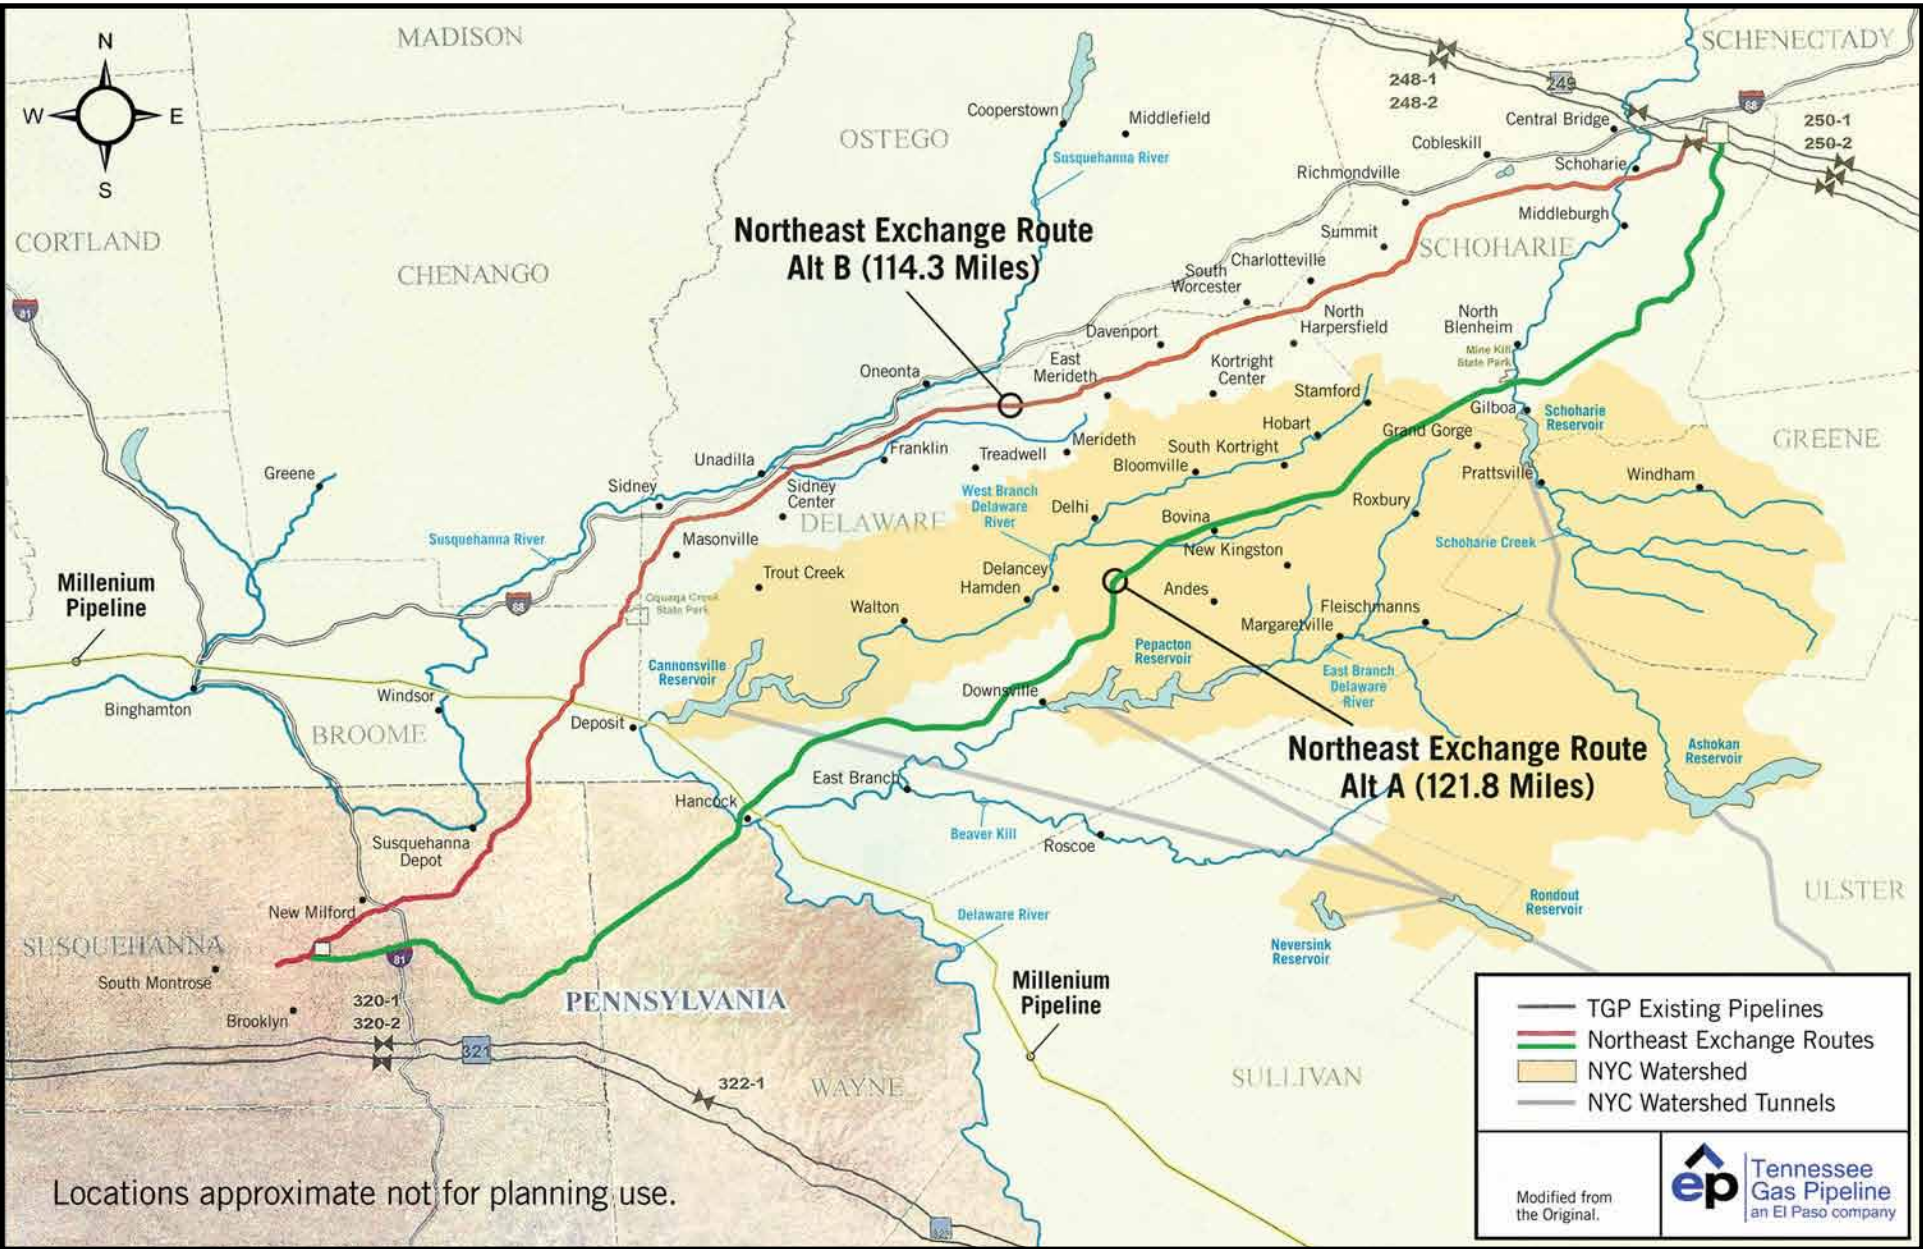 N
W
E
S
MADISON
OSTEGO
SCHENECTADY
CORTLAND
CHENANGO
SCHOHARIE
GREENE
DELAWARE
BROOME
ULSTER
SUSQUEHANNA
PENNSYLVANIA
WAYNE
SULLIVAN
Cooperstown
Middlefield
Susquehanna River
248-1
248-2
249
88
250-1
250-2
Central Bridge
Cobleskill
Schoharie
Richmondville
Middleburgh
Summit
Charlotteville
South
Worcester
Northeast Exchange Route
Alt B (114.3 Miles)
81
North
Harpersfield
North
Blenheim
Mine Kill
State Park
Davenport
East
Merideth
Kortright
Center
Oneonta
Stamford
Gilboa
Schoharie
Reservoir
Hobart
Grand Gorge
Franklin
Treadwell
Merideth
South Kortright
Bloomville
Unadilla
Prattsville
Windham
Greene
Sidney
Sidney
Center
West Branch
Delaware
River
Delhi
Bovina
Roxbury
Susquehanna River
Masonville
New Kingston
Schoharie Creek
Millenium
Pipeline
Trout Creek
Delancey
Hamden
Andes
88
Oquaga Creek
State Park
Walton
Fleischmanns
Margaretville
Cannonsville
Reservoir
Pepacton
Reservoir
East Branch
Delaware
River
Binghamton
Windsor
Downsville
Deposit
Northeast Exchange Route
Alt A (121.8 Miles)
Ashokan
Reservoir
East Branch
Hancock
Beaver Kill
Roscoe
Susquehanna
Depot
New Milford
Delaware River
Rondout
Reservoir
Neversink
Reservoir
81
South Montrose
Brooklyn
320-1
320-2
321
322-1
Millenium
Pipeline
Locations approximate not for planning use.
TGP Existing Pipelines
Northeast Exchange Routes
NYC Watershed
NYC Watershed Tunnels
Modified from
the Original.
ep
Tennessee
Gas Pipeline
an El Paso company